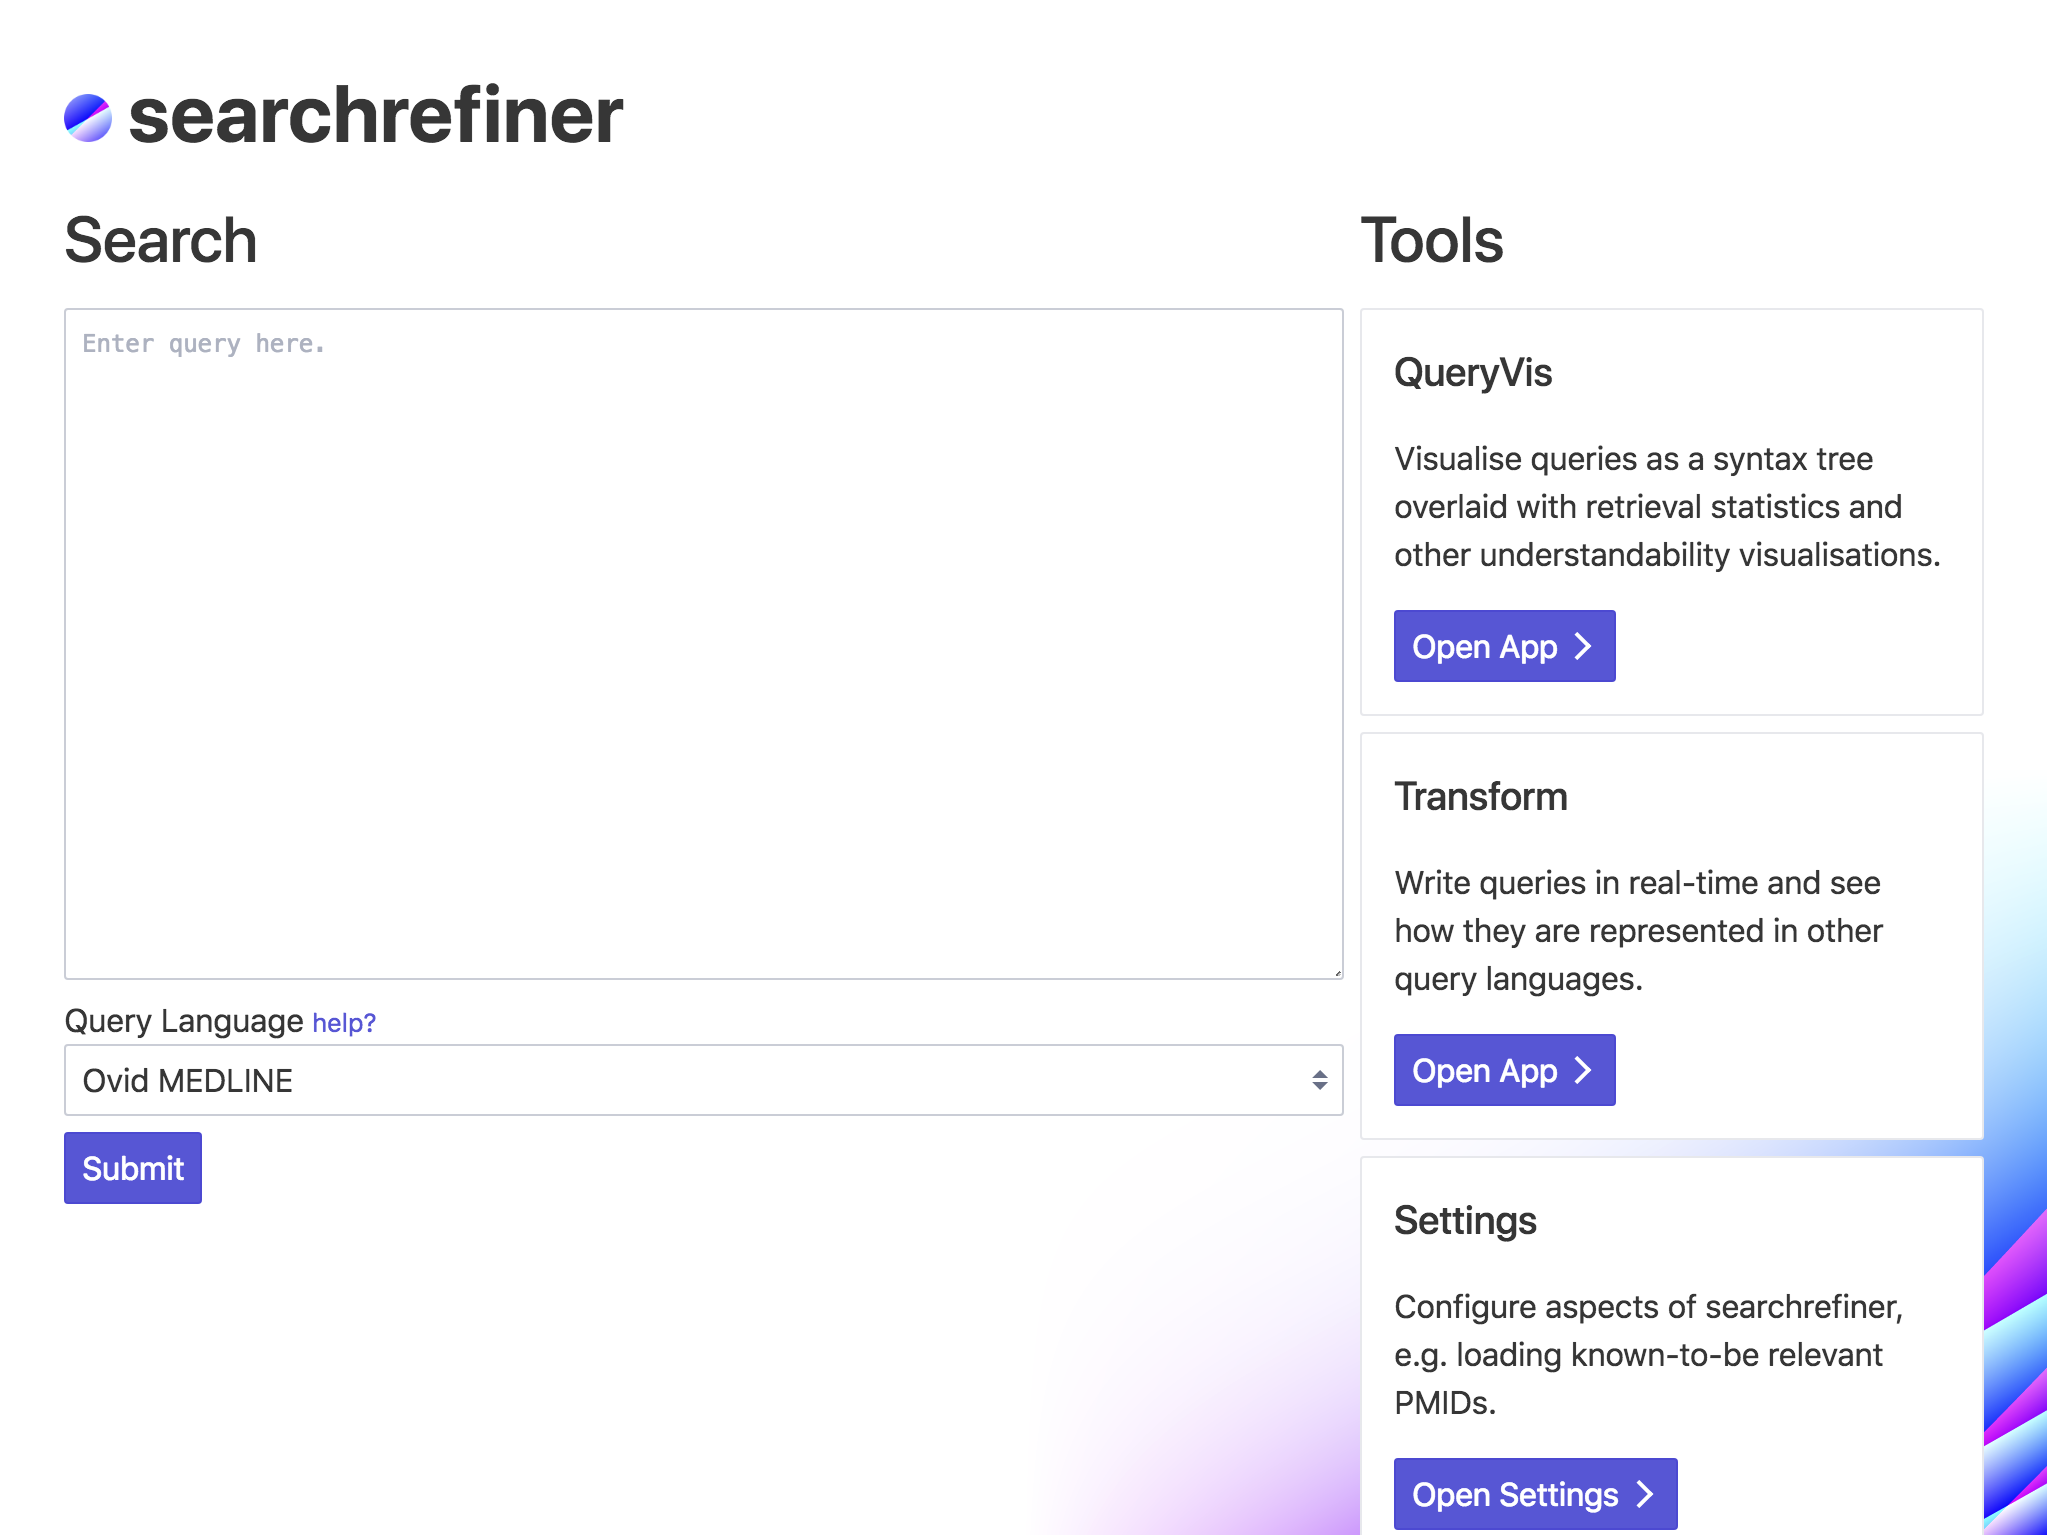 searchrefiner
Search
Enter query here.
Query Language help?
Ovid MEDLINE
Submit
Tools
QueryVis
Visualise queries as a syntax tree
overlaid with retrieval statistics and
other understandability visualisations.
Open App
Transform
Write queries in real-time and see
how they are represented in other
query languages.
Open App
Settings
Configure aspects of searchrefiner,
e.g. loading known-to-be relevant
PMIDs.
Open Settings